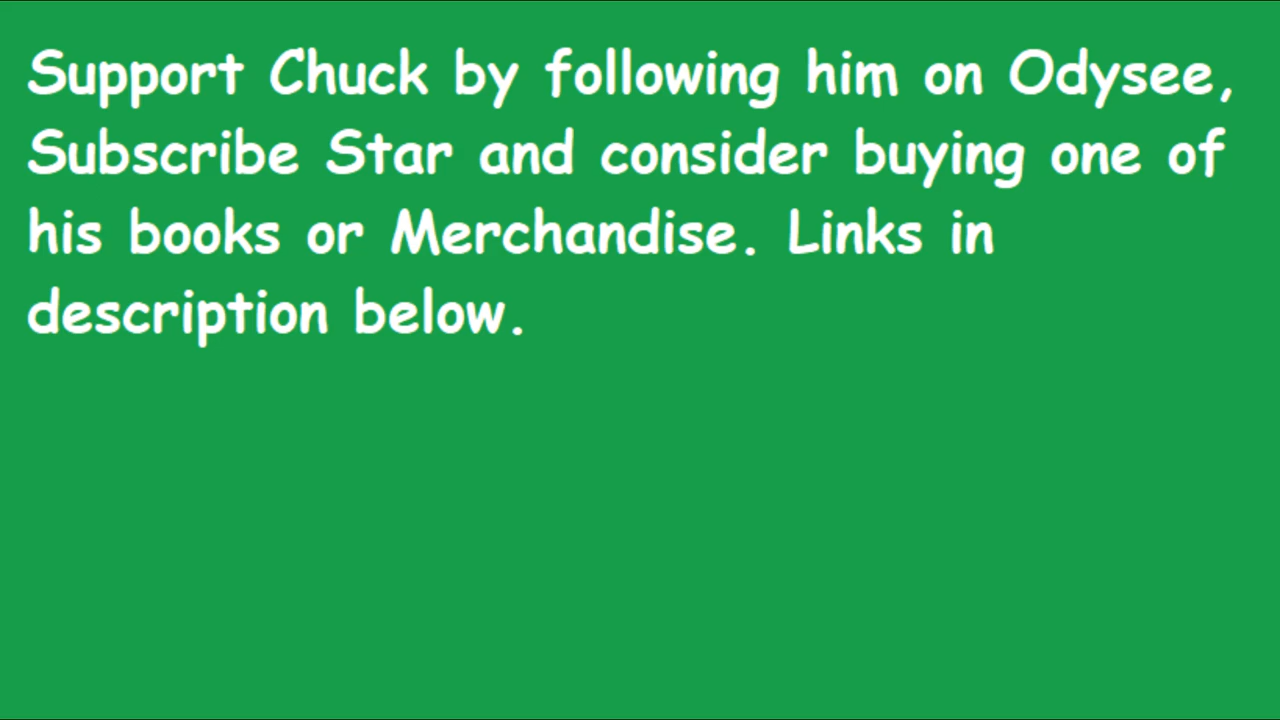 Support Chuck by following him on Odysee,
Subscribe Star and consider buying one of
his books or Merchandise. Links in
description below.